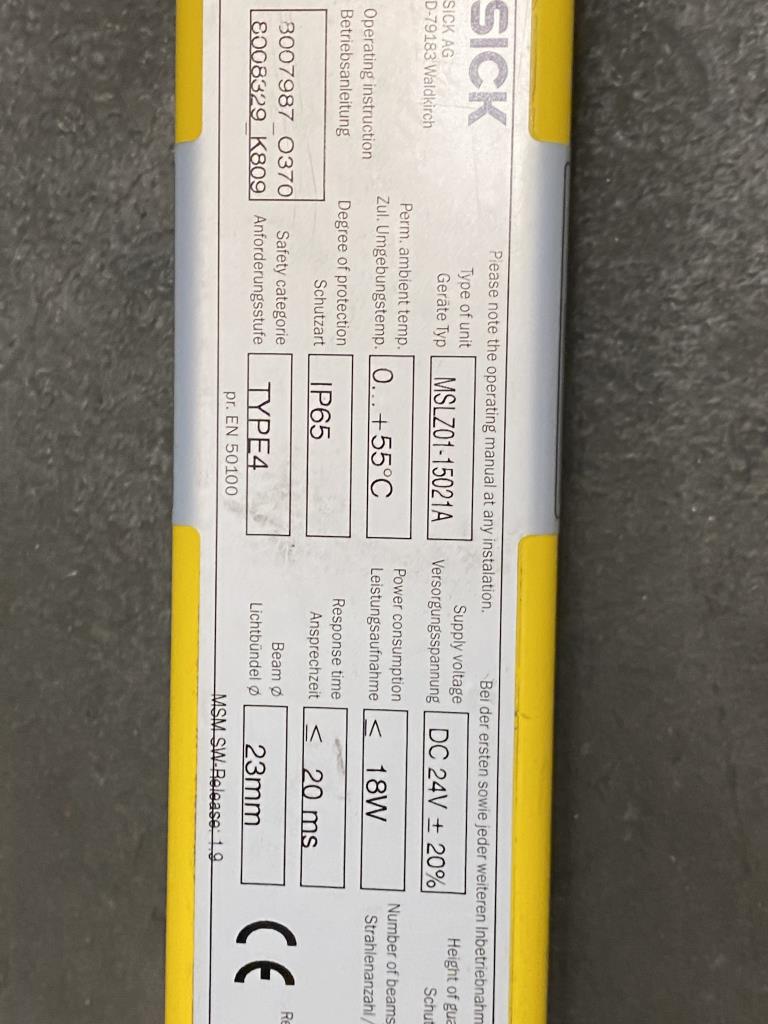 SICK
SICK AG
D-79183 Waldkirch
Operating instruction
Betriebsanleitung
8007987_O370
8008329_K809
Please note the operating manual at any instalation.
Type of unit
Geräte Typ
MSLZ01-15021A
Perm. ambient temp.
Zul. Umgebungstemp.
0...+55°C
Degree of protection
Schutzart
IP65
Safety categorie
Anforderungsstufe
TYPE4
pr. EN 50100
Bei der ersten sowie jeder weiteren Inbetriebnahm
Supply voltage
Versorgungsspannung
DC 24V ± 20%
Power consumption
Leistungsaufnahme
≤ 18W
Response time
Ansprechzeit
≤ 20 ms
Beam ø
Lichtbündel ø
23mm
MSM SW-Release: 1.9
Height of gua
Schut
Number of beams
Strahlenanzahl /
CE
Re